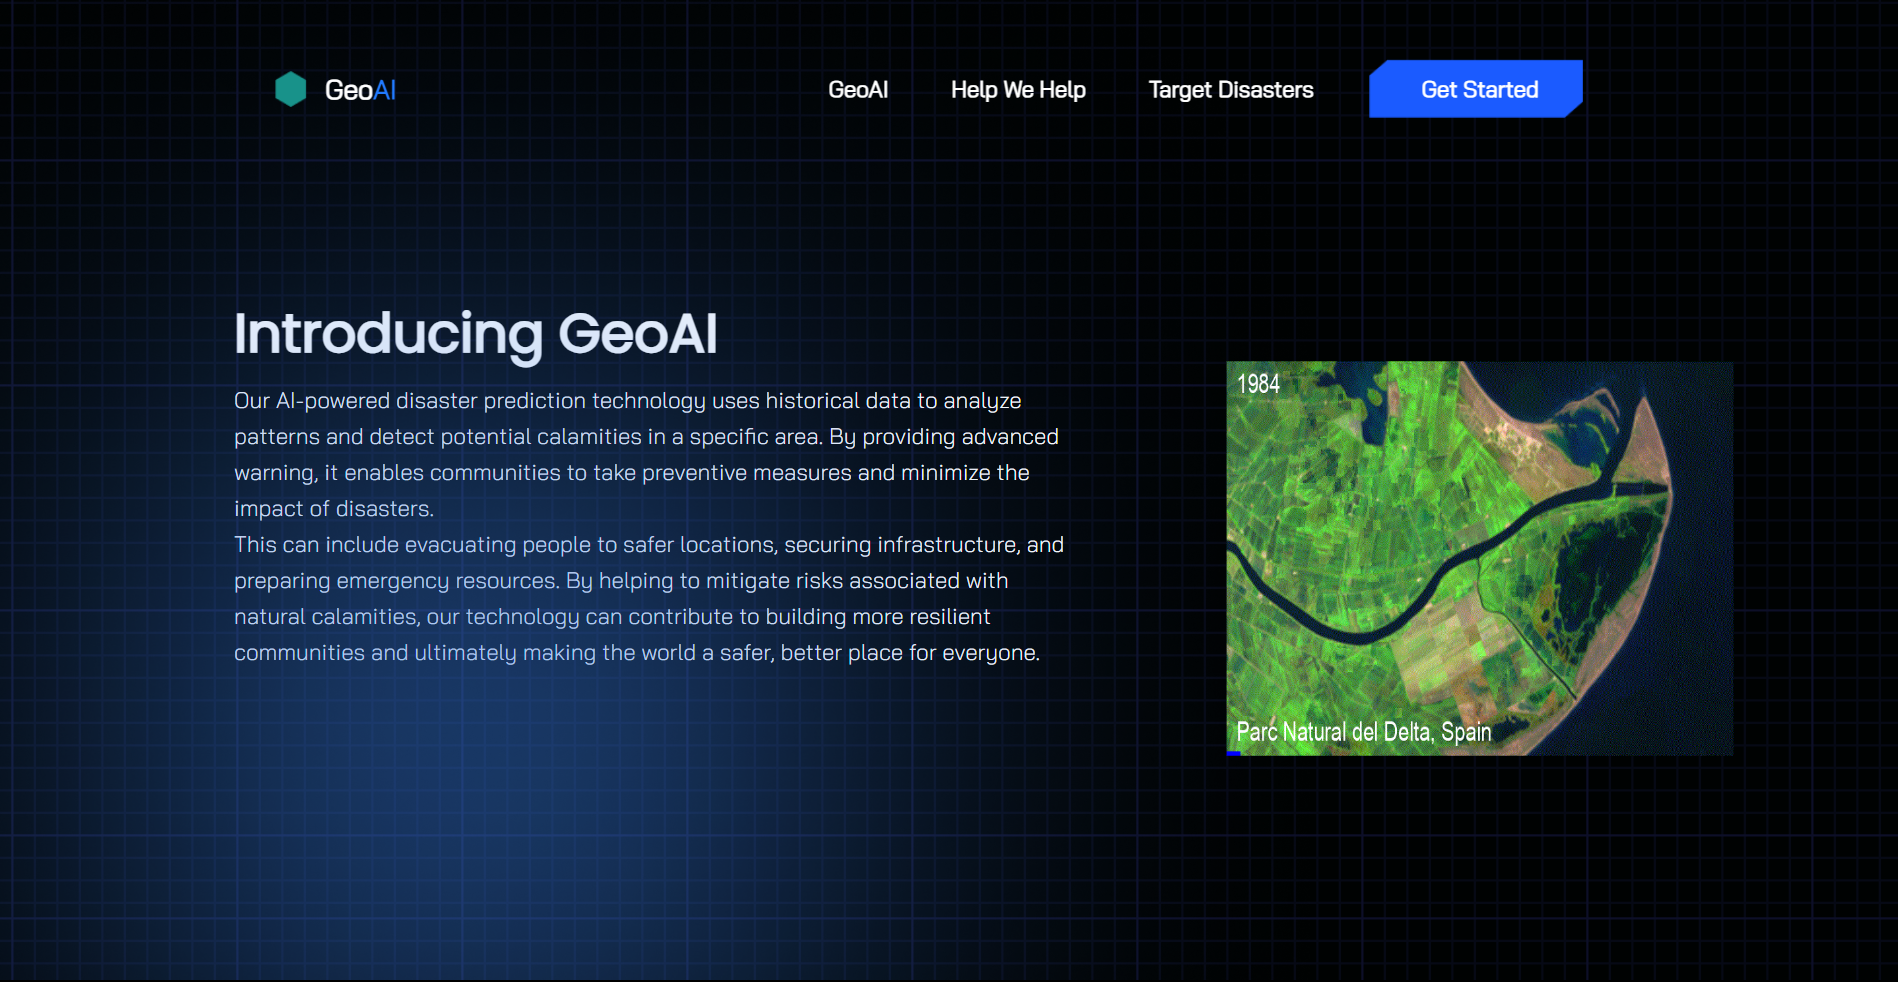 GeoAI
GeoAI
Help We Help
Target Disasters
Get Started
Introducing GeoAI
Our AI-powered disaster prediction technology uses historical data to analyze
patterns and detect potential calamities in a specific area. By providing advanced
warning, it enables communities to take preventive measures and minimize the
impact of disasters.
This can include evacuating people to safer locations, securing infrastructure, and
preparing emergency resources. By helping to mitigate risks associated with
natural calamities, our technology can contribute to building more resilient
communities and ultimately making the world a safer, better place for everyone.
1984
Parc Natural del Delta, Spain